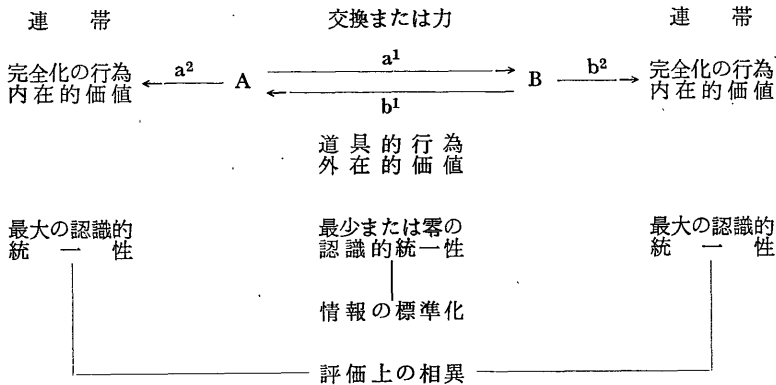 連帯 交換または力 連帯
a¹
完全化の行為 a² A B b² 完全化の行為
内在的価値 b¹ 内在的価値
道具的行為
外在的価値
最大の認識的 最少または零の 最大の認識的
統一性 認識的統一性 統一性
情報の標準化
評価上の相異